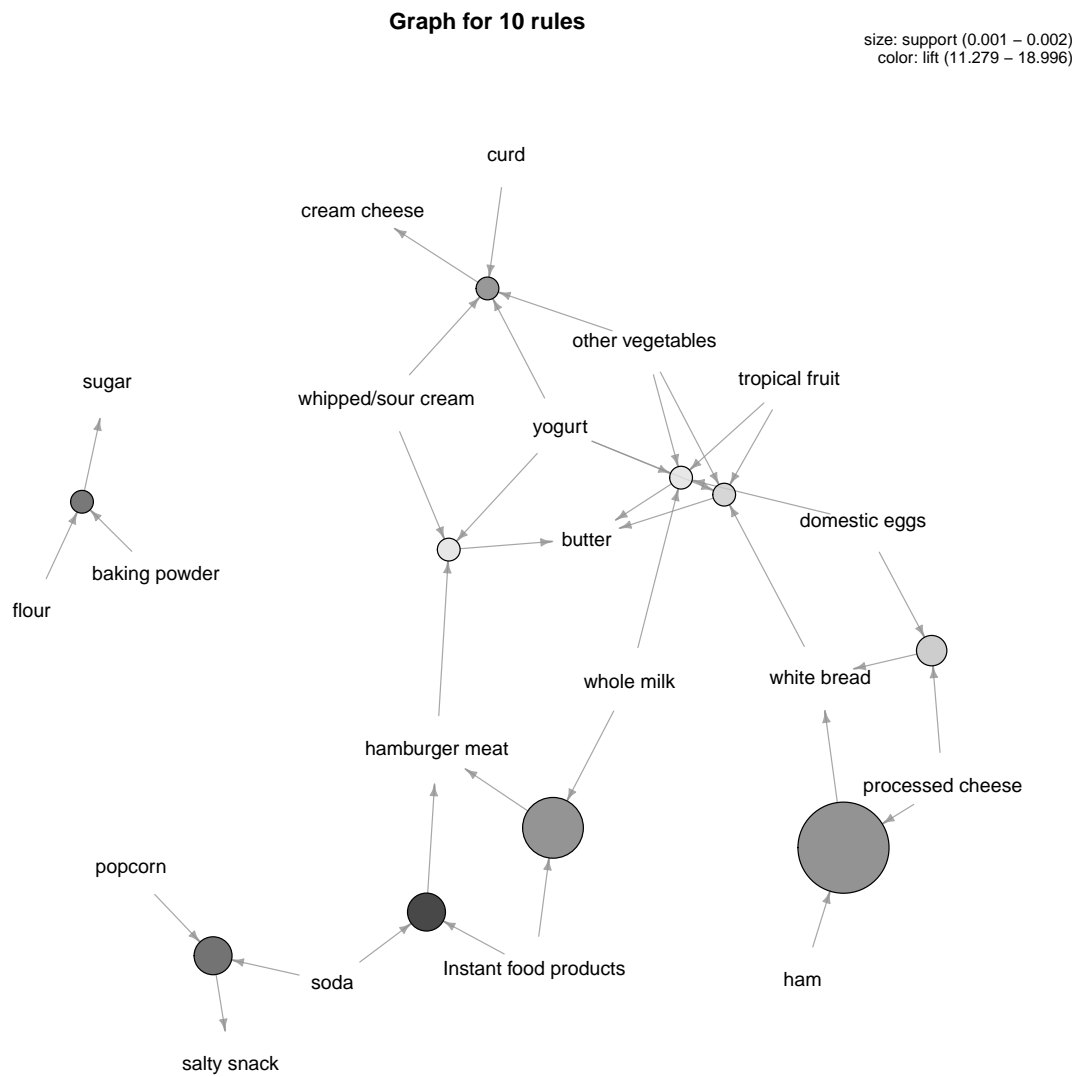 Graph for 10 rules
size: support (0.001 − 0.002)
color: lift (11.279 − 18.996)
curd
cream cheese
other vegetables
tropical fruit
sugar
whipped/sour cream
yogurt
domestic eggs
butter
baking powder
flour
white bread
whole milk
hamburger meat
processed cheese
popcorn
Instant food products
ham
soda
salty snack